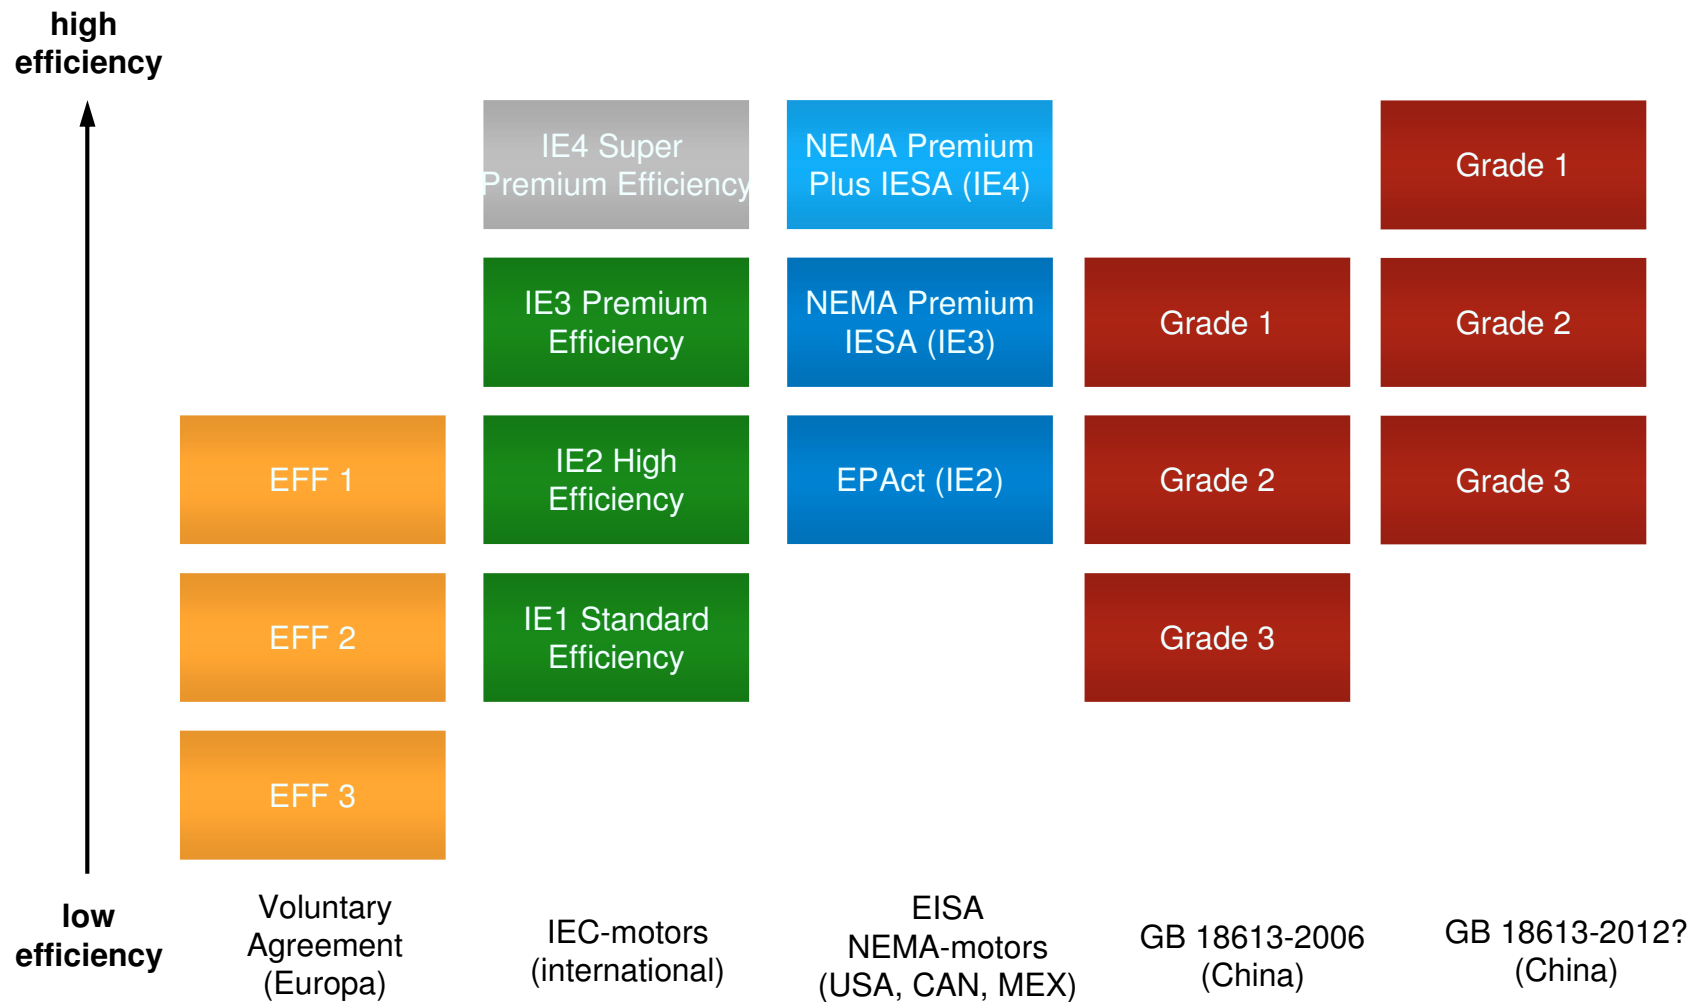 high
efficiency
IE4 Super
Premium Efficiency
NEMA Premium
Plus IESA (IE4)
Grade 1
IE3 Premium
Efficiency
NEMA Premium
IESA (IE3)
Grade 1
Grade 2
EFF 1
IE2 High
Efficiency
EPAct (IE2)
Grade 2
Grade 3
EFF 2
IE1 Standard
Efficiency
Grade 3
EFF 3
low
efficiency
Voluntary
Agreement
(Europa)
IEC-motors
(international)
EISA
NEMA-motors
(USA, CAN, MEX)
GB 18613-2006
(China)
GB 18613-2012?
(China)